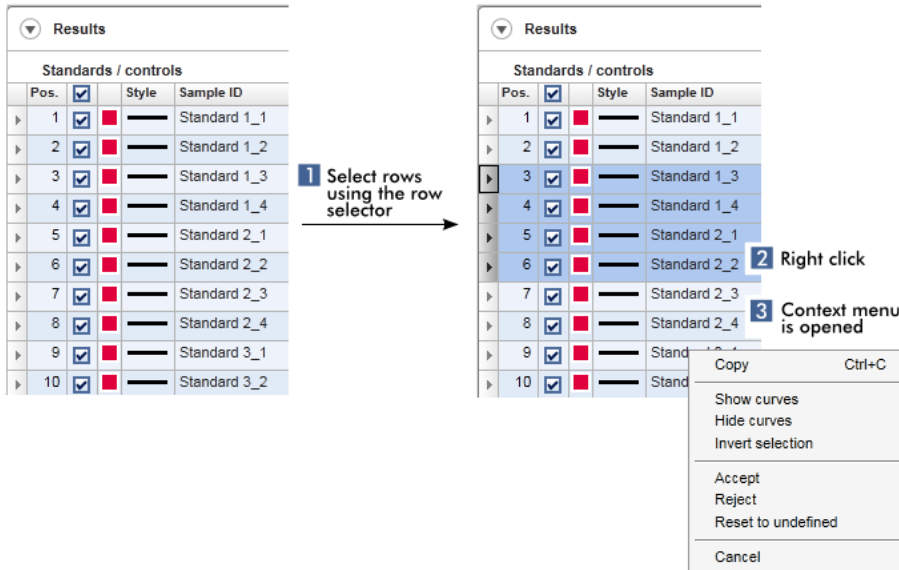 Results
Standards / controls
Pos. Style Sample ID
1 Standard 1_1
2 Standard 1_2
3 Standard 1_3
4 Standard 1_4
5 Standard 2_1
6 Standard 2_2
7 Standard 2_3
8 Standard 2_4
9 Standard 3_1
10 Standard 3_2
1 Select rows
using the row
selector
Results
Standards / controls
Pos. Style Sample ID
1 Standard 1_1
2 Standard 1_2
3 Standard 1_3
4 Standard 1_4
5 Standard 2_1
6 Standard 2_2
7 Standard 2_3
8 Standard 2_4
9
10
2 Right click
3 Context menu
is opened
Copy Ctrl+C
Show curves
Hide curves
Invert selection
Accept
Reject
Reset to undefined
Cancel